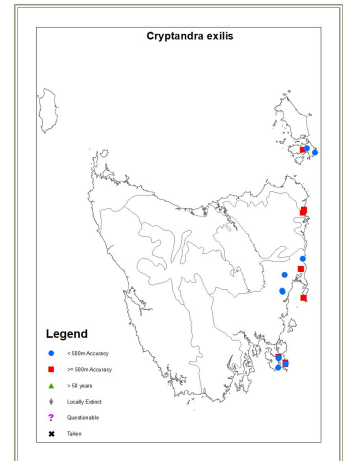 Cryptandra exilis
Legend
< 500m Accuracy
>= 500m Accuracy
> 50 years
Locally Extinct
Questionable
Taken